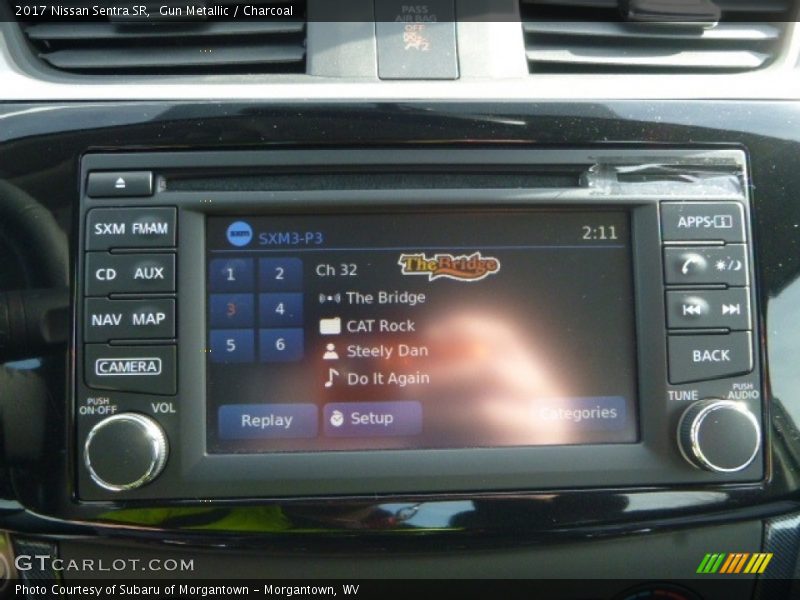 2017 Nissan Sentra SR,  Gun Metallic / Charcoal
PASS
AIR BAG
OFF
SXM FM·AM
CD AUX
NAV MAP
CAMERA
PUSH
ON·OFF
VOL
sxm SXM3-P3 2:11
1 2
3 4
5 6
Ch 32
The Bridge
The Bridge
CAT Rock
Steely Dan
Do It Again
Replay Setup Categories
APPS·i
BACK
TUNE
PUSH
AUDIO
GTCARLOT.COM
Photo Courtesy of Subaru of Morgantown – Morgantown, WV